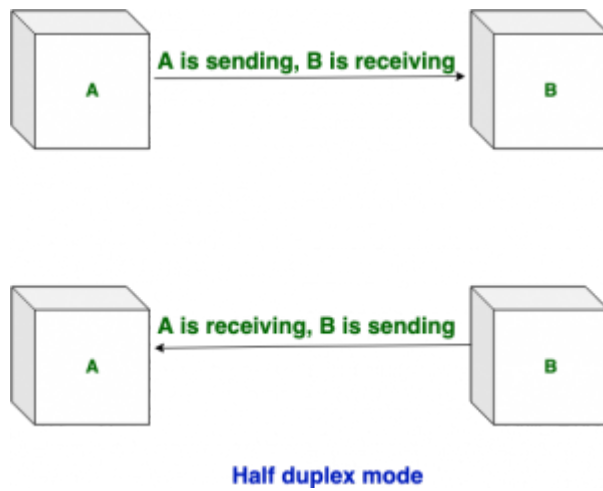 A is sending, B is receiving
A
B
A is receiving, B is sending
A
B
Half duplex mode